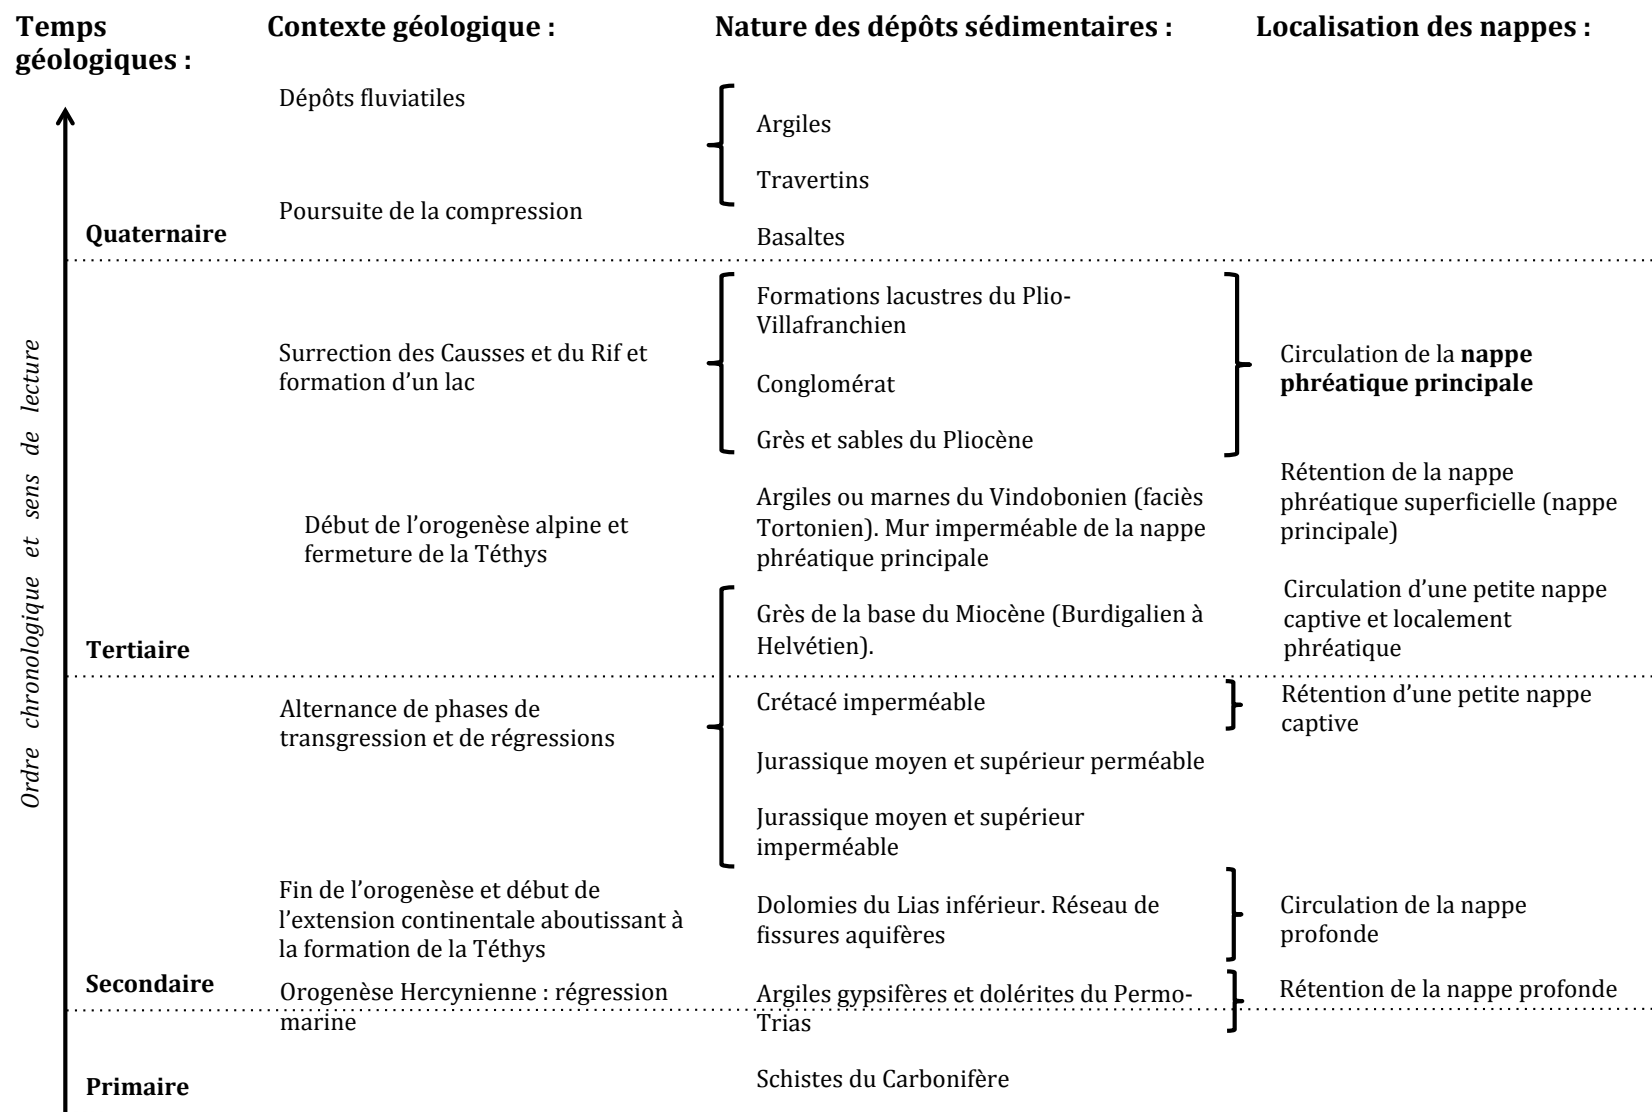 Temps
géologiques :
Contexte géologique :
Nature des dépôts sédimentaires :
Localisation des nappes :
Ordre chronologique et sens de lecture
Dépôts fluviatiles
Argiles
Travertins
Poursuite de la compression
Quaternaire
Basaltes
Formations lacustres du Plio-
Villafranchien
Surrection des Causses et du Rif et
formation d’un lac
Conglomérat
Grès et sables du Pliocène
Circulation de la nappe
phréatique principale
Début de l’orogenèse alpine et
fermeture de la Téthys
Argiles ou marnes du Vindobonien (faciès
Tortonien). Mur imperméable de la nappe
phréatique principale
Rétention de la nappe
phréatique superficielle (nappe
principale)
Tertiaire
Grès de la base du Miocène (Burdigalien à
Helvétien).
Circulation d’une petite nappe
captive et localement
phréatique
Alternance de phases de
transgression et de régressions
Crétacé imperméable
Rétention d’une petite nappe
captive
Jurassique moyen et supérieur perméable
Jurassique moyen et supérieur
imperméable
Fin de l’orogenèse et début de
l’extension continentale aboutissant à
la formation de la Téthys
Dolomies du Lias inférieur. Réseau de
fissures aquifères
Circulation de la nappe
profonde
Secondaire
Orogenèse Hercynienne : régression
marine
Argiles gypsifères et dolérites du Permo-
Trias
Rétention de la nappe profonde
Primaire
Schistes du Carbonifère